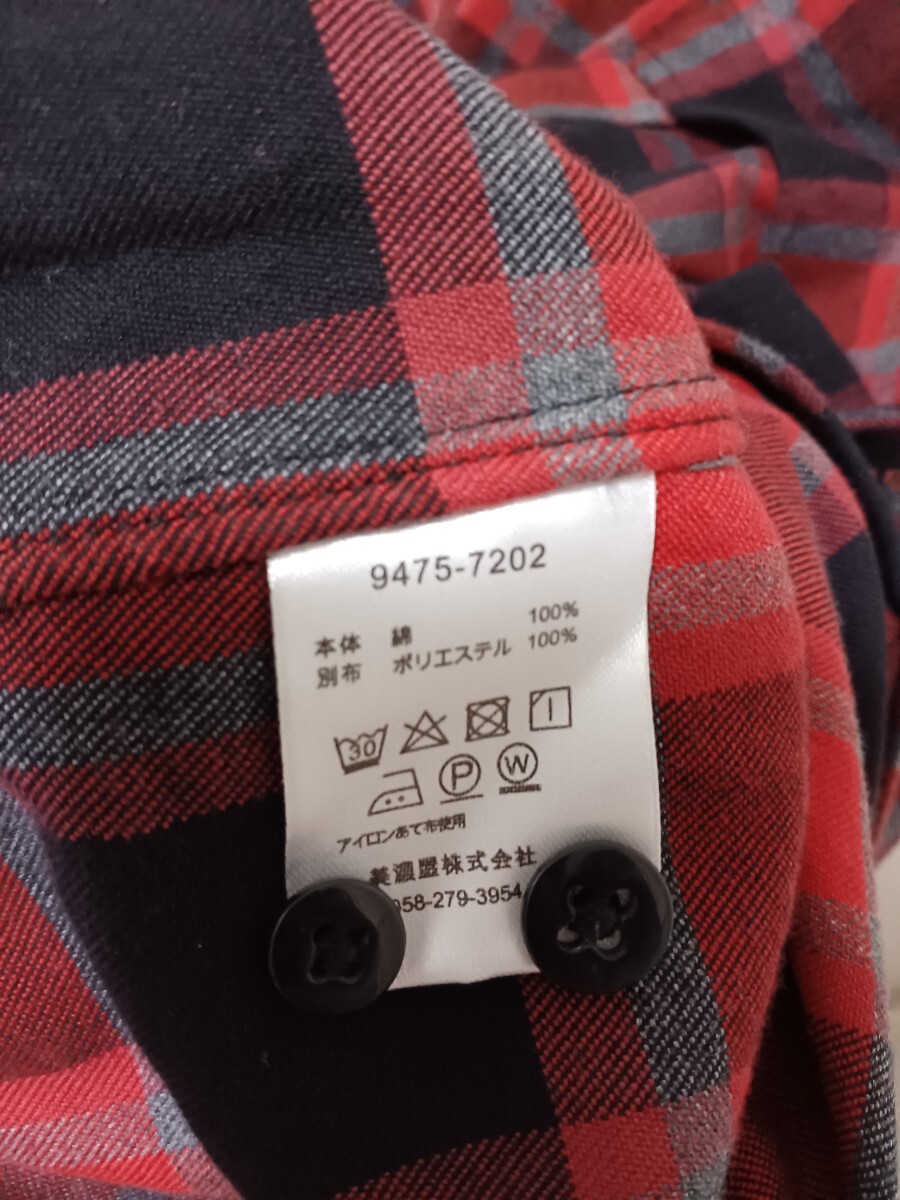 9475-7202
本体 綿 100%
別布 ポリエステル 100%
30
P W
アイロンあて布使用
美濃盟株式会社
058-279-3954